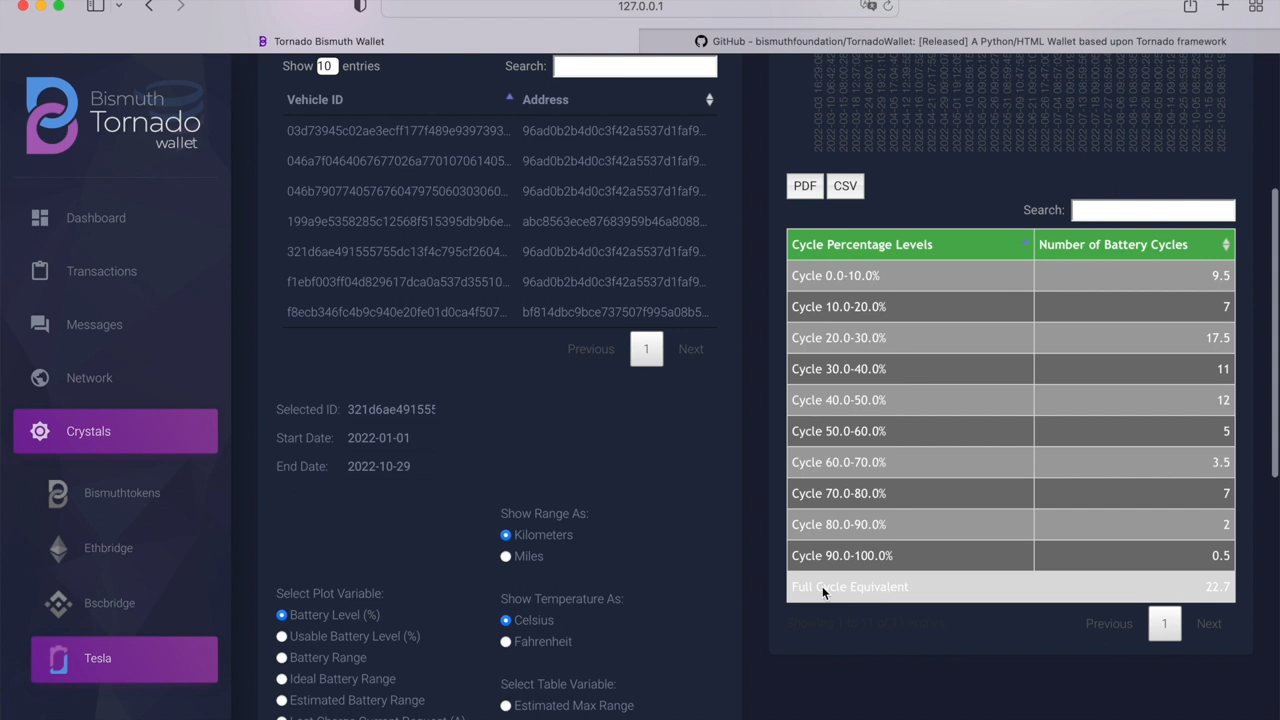 127.0.0.1
Tornado Bismuth Wallet
GitHub - bismuthfoundation/TornadoWallet: [Released] A Python/HTML Wallet based upon Tornado framework
Bismuth
Tornado
wallet
Dashboard
Transactions
Messages
Network
Crystals
Bismuthtokens
Ethbridge
Bscbridge
Tesla
Show 10 entries
Search:
Vehicle ID Address
03d73945c02ae3ecff177f489e9397393... 96ad0b2b4d0c3f42a5537d1faf9...
046a7f0464067677026a770107061405... 96ad0b2b4d0c3f42a5537d1faf9...
046b790774057676047975060303060... 96ad0b2b4d0c3f42a5537d1faf9...
199a9e5358285c12568f515395db9b6e... abc8563ece87683959b46a8088...
321d6ae491555755dc13f4c795cf2604... 96ad0b2b4d0c3f42a5537d1faf9...
f1ebf003ff04d829617dca0a537d35510... 96ad0b2b4d0c3f42a5537d1faf9...
f8ecb346fc4b9c940e20fe01d0ca4f507... bf814dbc9bce737507f995a08b5...
Previous 1 Next
Selected ID: 321d6ae491555
Start Date: 2022-01-01
End Date: 2022-10-29
Show Range As:
Kilometers
Miles
Select Plot Variable:
Battery Level (%)
Usable Battery Level (%)
Battery Range
Ideal Battery Range
Estimated Battery Range
Show Temperature As:
Celsius
Fahrenheit
Select Table Variable:
Estimated Max Range
PDF CSV
Search:
Cycle Percentage Levels Number of Battery Cycles
Cycle 0.0-10.0% 9.5
Cycle 10.0-20.0% 7
Cycle 20.0-30.0% 17.5
Cycle 30.0-40.0% 11
Cycle 40.0-50.0% 12
Cycle 50.0-60.0% 5
Cycle 60.0-70.0% 3.5
Cycle 70.0-80.0% 7
Cycle 80.0-90.0% 2
Cycle 90.0-100.0% 0.5
Full Cycle Equivalent 22.7
Previous 1 Next